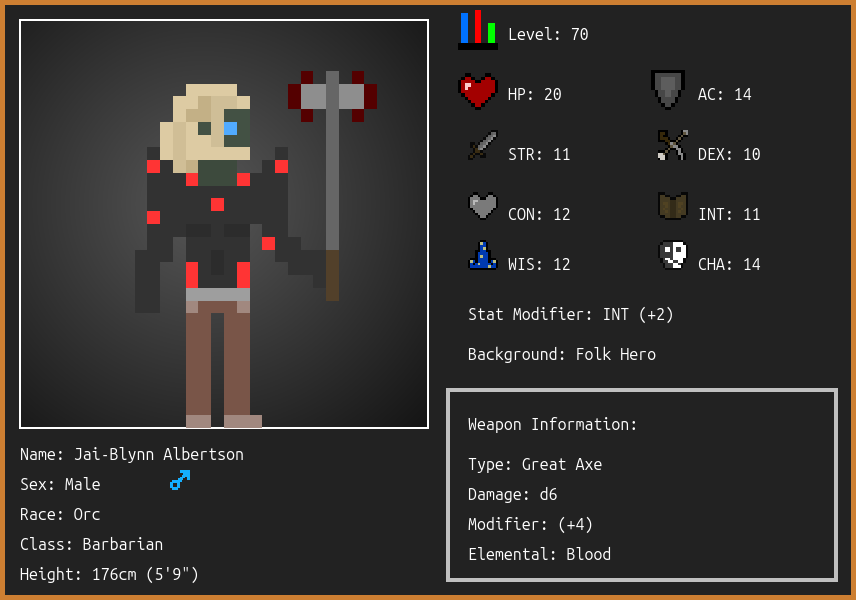 Level: 70
HP: 20
AC: 14
STR: 11
DEX: 10
CON: 12
INT: 11
WIS: 12
CHA: 14
Stat Modifier: INT (+2)
Background: Folk Hero
Weapon Information:
Type: Great Axe
Damage: d6
Modifier: (+4)
Elemental: Blood
Name: Jai-Blynn Albertson
Sex: Male
Race: Orc
Class: Barbarian
Height: 176cm (5'9")